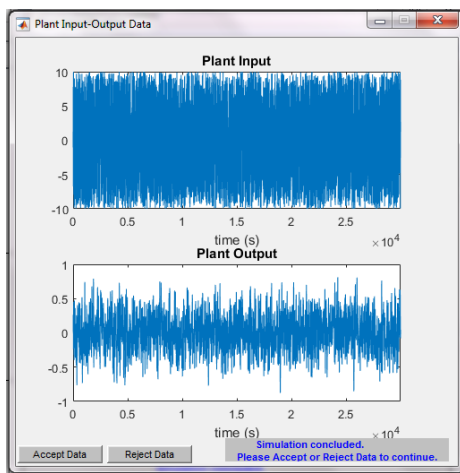 Plant Input-Output Data
Plant Input
10
5
0
-5
-10
0 0.5 1 1.5 2 2.5
time (s)
× 10^4
Plant Output
1
0.5
0
-0.5
-1
0 0.5 1 1.5 2 2.5
time (s)
× 10^4
Accept Data
Reject Data
Simulation concluded.
Please Accept or Reject Data to continue.